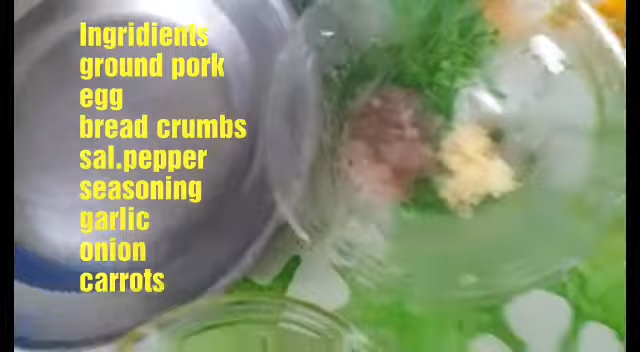 Ingridients
ground pork
egg
bread crumbs
sal.pepper
seasoning
garlic
onion
carrots